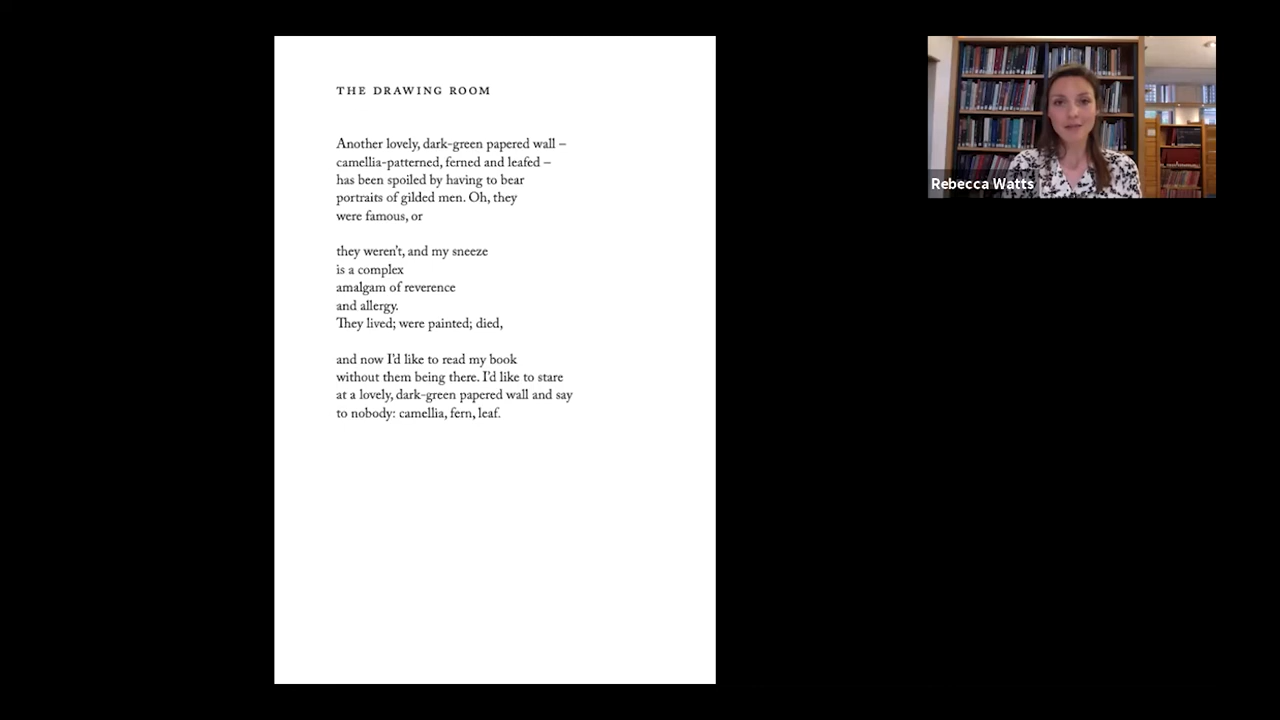 THE DRAWING ROOM
Another lovely, dark-green papered wall –
camellia-patterned, ferned and leafed –
has been spoiled by having to bear
portraits of gilded men. Oh, they
were famous, or
they weren't, and my sneeze
is a complex
amalgam of reverence
and allergy.
They lived; were painted; died,
and now I'd like to read my book
without them being there. I'd like to stare
at a lovely, dark-green papered wall and say
to nobody: camellia, fern, leaf.
Rebecca Watts